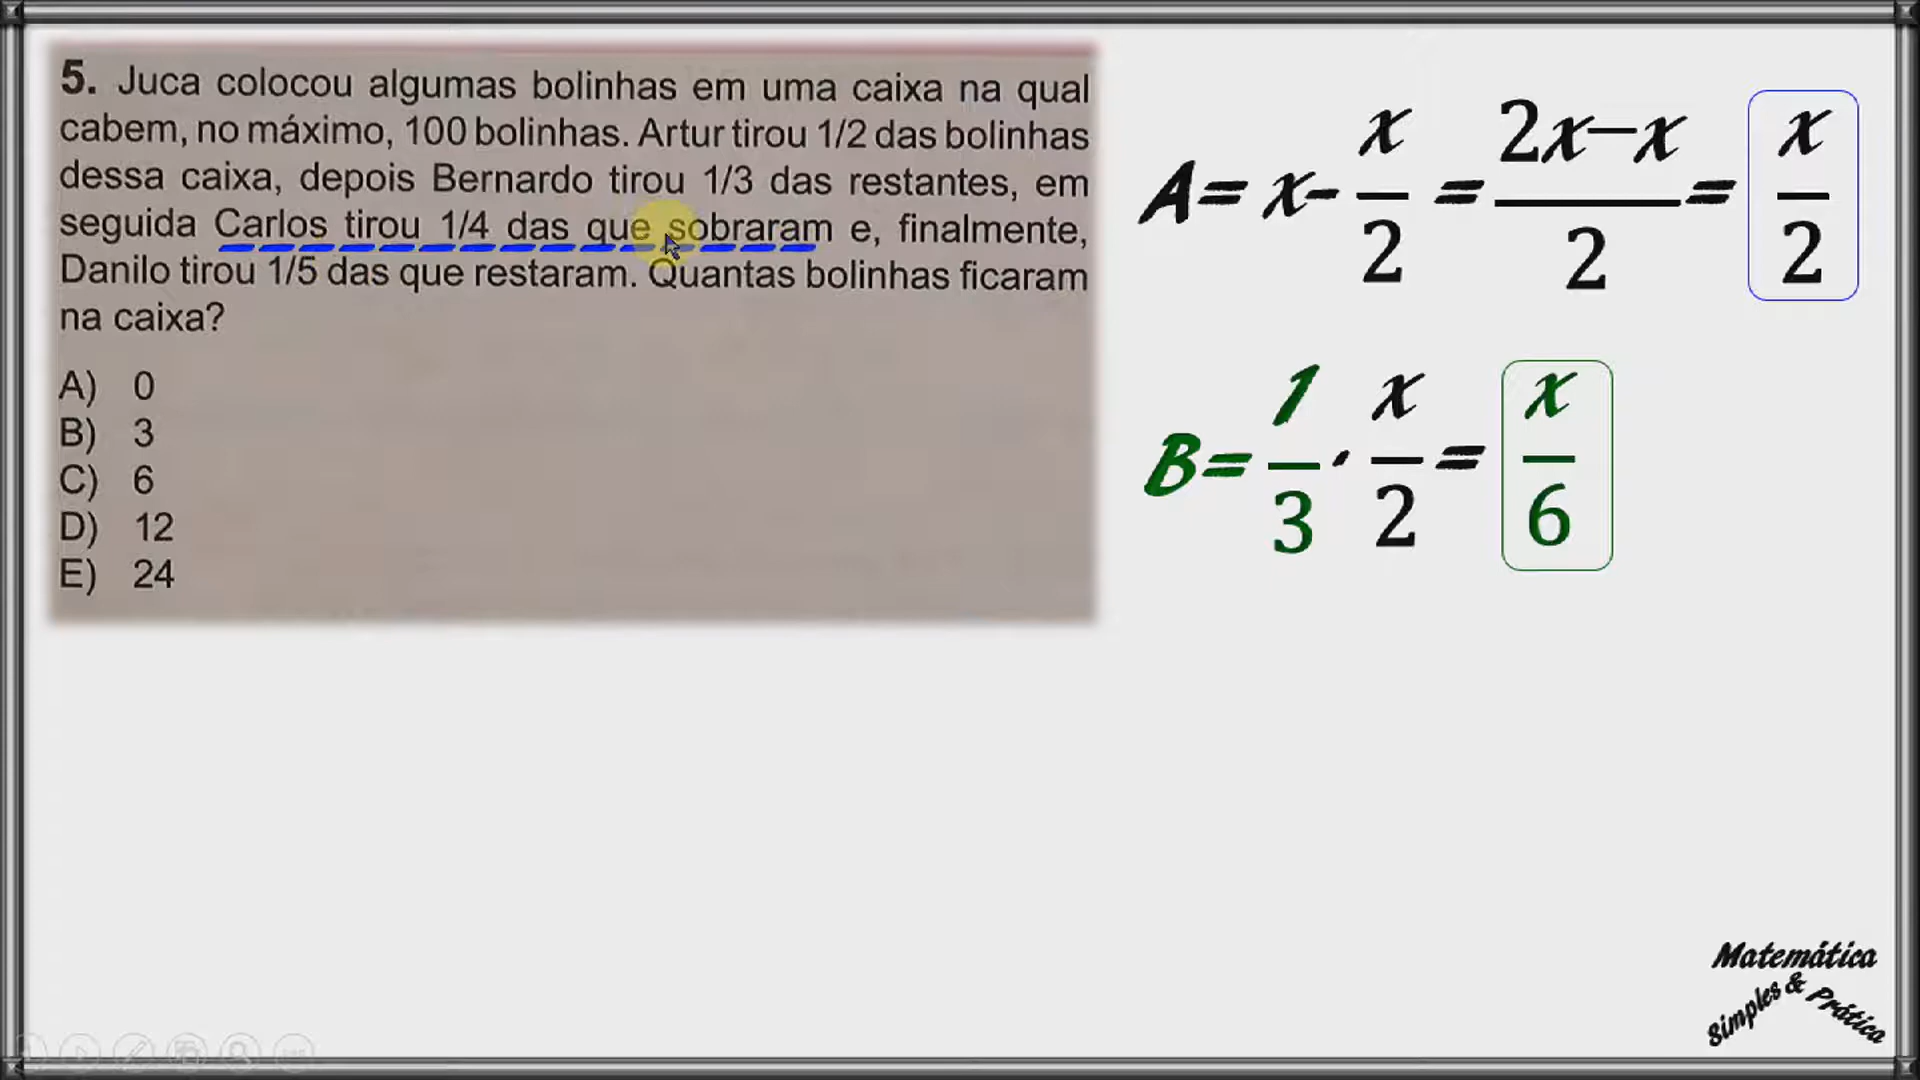 5. Juca colocou algumas bolinhas em uma caixa na qual
cabem, no máximo, 100 bolinhas. Artur tirou 1/2 das bolinhas
dessa caixa, depois Bernardo tirou 1/3 das restantes, em
seguida Carlos tirou 1/4 das que sobraram e, finalmente,
Danilo tirou 1/5 das que restaram. Quantas bolinhas ficaram
na caixa?
A) 0
B) 3
C) 6
D) 12
E) 24
A = x - x/2 = 2x-x/2 = x/2
B = 1/3 · x/2 = x/6
Matemática
Simples & Prática